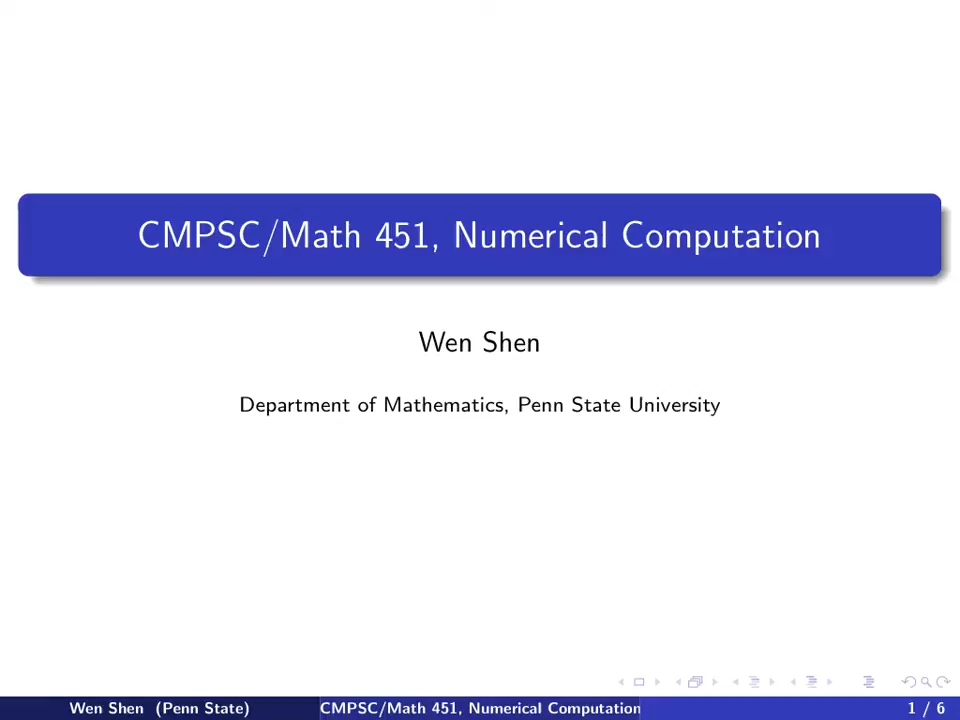 CMPSC/Math 451, Numerical Computation
Wen Shen
Department of Mathematics, Penn State University
Wen Shen (Penn State)
CMPSC/Math 451, Numerical Computation
1 / 6